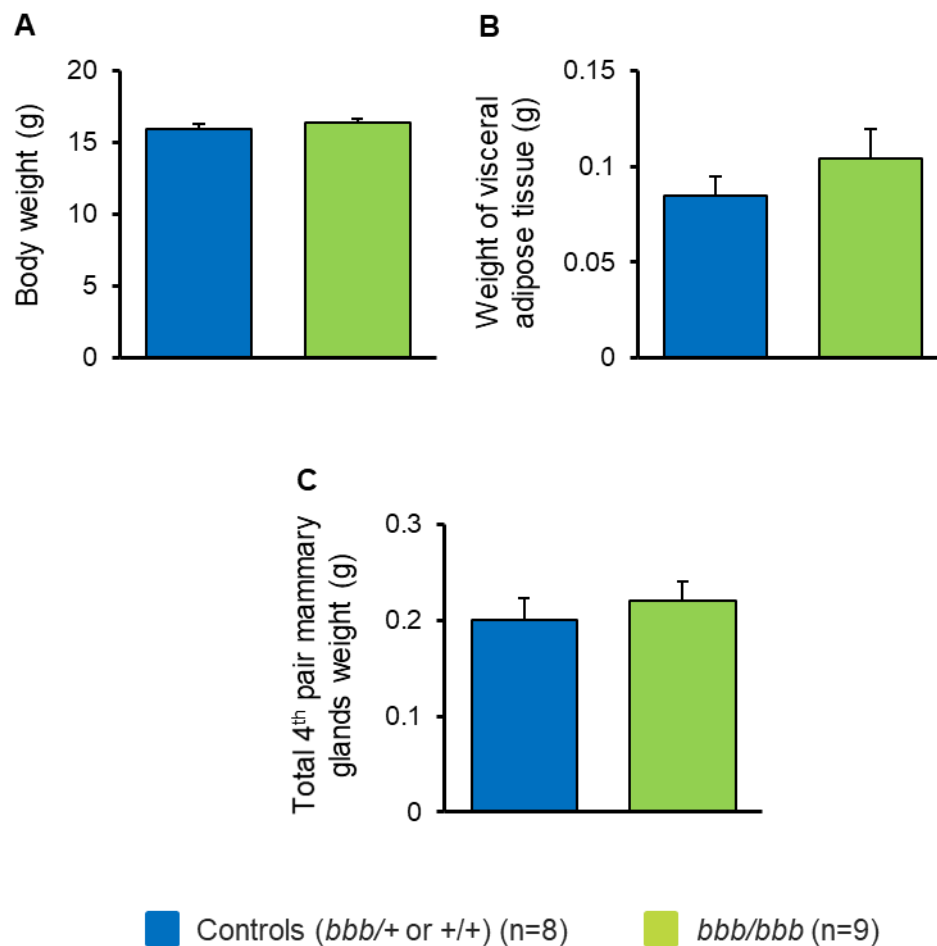 A
Body weight (g)
20
15
10
5
0
B
Weight of visceral
adipose tissue (g)
0.15
0.1
0.05
0
C
Total 4th pair mammary
glands weight (g)
0.3
0.2
0.1
0
Controls (bbb/+ or +/+) (n=8)
bbb/bbb (n=9)